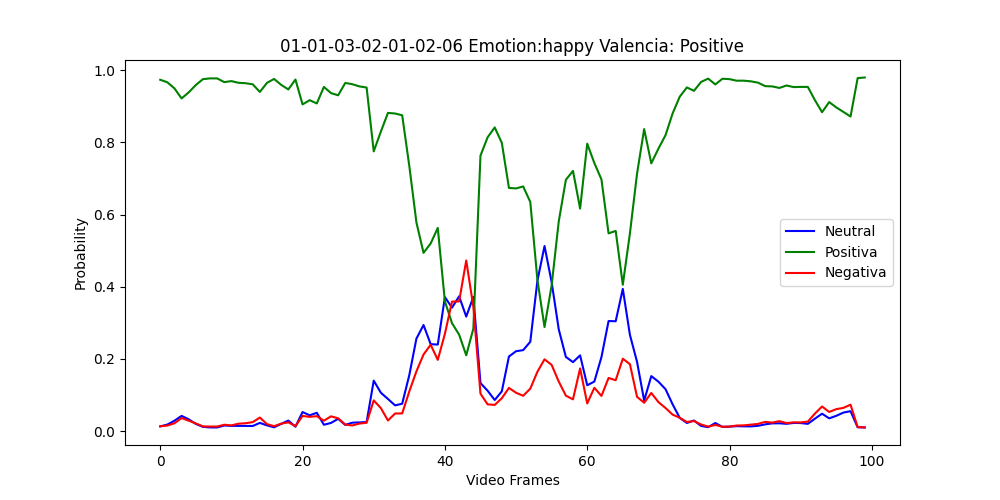 01-01-03-02-01-02-06 Emotion:happy Valencia: Positive
1.0
0.8
0.6
0.4
0.2
0.0
Probability
Neutral
Positiva
Negativa
0 20 40 60 80 100
Video Frames